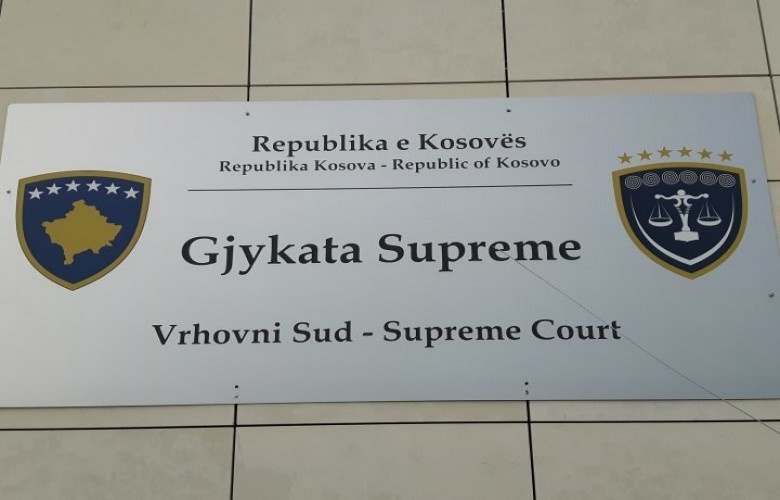 Republika e Kosovës
Republika Kosova - Republic of Kosovo
Gjykata Supreme
Vrhovni Sud - Supreme Court